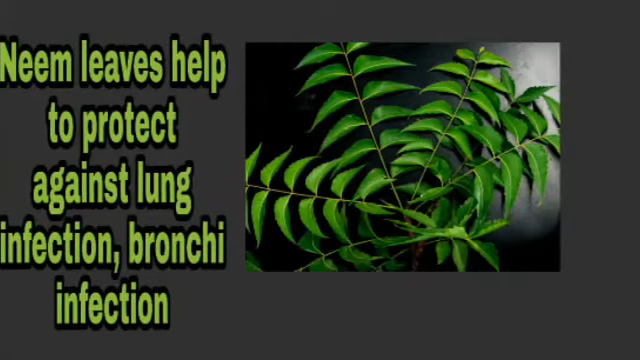 Neem leaves help
to protect
against lung
infection, bronchi
infection